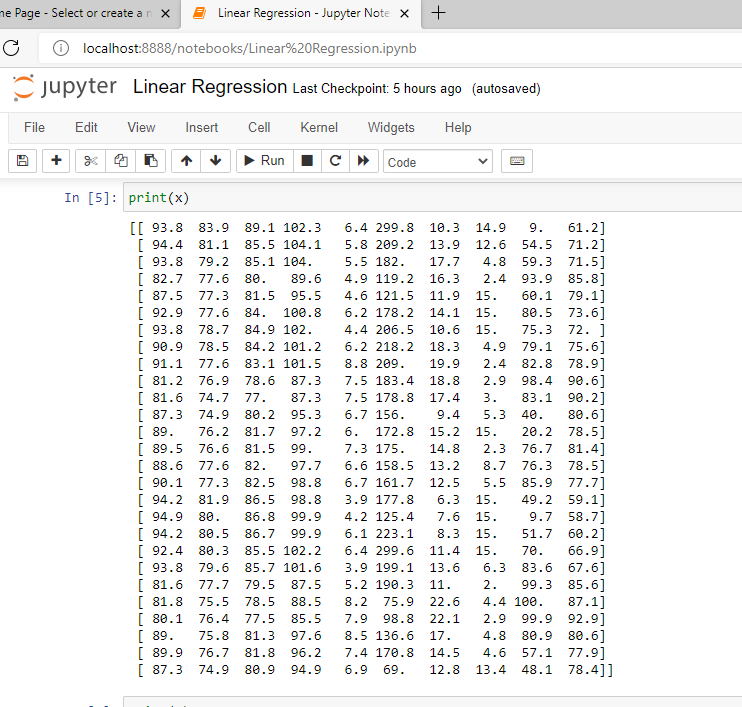 ne Page - Select or create a n
Linear Regression - Jupyter Note
localhost:8888/notebooks/Linear%20Regression.ipynb
jupyter Linear Regression Last Checkpoint: 5 hours ago (autosaved)
File Edit View Insert Cell Kernel Widgets Help
Run Code
In [5]: print(x)
[[ 93.8  83.9  89.1 102.3   6.4 299.8  10.3  14.9   9.   61.2]
[ 94.4  81.1  85.5 104.1   5.8 209.2  13.9  12.6  54.5  71.2]
[ 93.8  79.2  85.1 104.    5.5 182.   17.7   4.8  59.3  71.5]
[ 82.7  77.6  80.   89.6   4.9 119.2  16.3   2.4  93.9  85.8]
[ 87.5  77.3  81.5  95.5   4.6 121.5  11.9  15.   60.1  79.1]
[ 92.9  77.6  84.  100.8   6.2 178.2  14.1  15.   80.5  73.6]
[ 93.8  78.7  84.9 102.    4.4 206.5  10.6  15.   75.3  72. ]
[ 90.9  78.5  84.2 101.2   6.2 218.2  18.3   4.9  79.1  75.6]
[ 91.1  77.6  83.1 101.5   8.8 209.   19.9   2.4  82.8  78.9]
[ 81.2  76.9  78.6  87.3   7.5 183.4  18.8   2.9  98.4  90.6]
[ 81.6  74.7  77.   87.3   7.5 178.8  17.4   3.   83.1  90.2]
[ 87.3  74.9  80.2  95.3   6.7 156.    9.4   5.3  40.   80.6]
[ 89.   76.2  81.7  97.2   6.  172.8  15.2  15.   20.2  78.5]
[ 89.5  76.6  81.5  99.    7.3 175.   14.8   2.3  76.7  81.4]
[ 88.6  77.6  82.   97.7   6.6 158.5  13.2   8.7  76.3  78.5]
[ 90.1  77.3  82.5  98.8   6.7 161.7  12.5   5.5  85.9  77.7]
[ 94.2  81.9  86.5  98.8   3.9 177.8   6.3  15.   49.2  59.1]
[ 94.9  80.   86.8  99.9   4.2 125.4   7.6  15.    9.7  58.7]
[ 94.2  80.5  86.7  99.9   6.1 223.1   8.3  15.   51.7  60.2]
[ 92.4  80.3  85.5 102.2   6.4 299.6  11.4  15.   70.   66.9]
[ 93.8  79.6  85.7 101.6   3.9 199.1  13.6   6.3  83.6  67.6]
[ 81.6  77.7  79.5  87.5   5.2 190.3  11.    2.   99.3  85.6]
[ 81.8  75.5  78.5  88.5   8.2  75.9  22.6   4.4 100.   87.1]
[ 80.1  76.4  77.5  85.5   7.9  98.8  22.1   2.9  99.9  92.9]
[ 89.   75.8  81.3  97.6   8.5 136.6  17.    4.8  80.9  80.6]
[ 89.9  76.7  81.8  96.2   7.4 170.8  14.5   4.6  57.1  77.9]
[ 87.3  74.9  80.9  94.9   6.9  69.   12.8  13.4  48.1  78.4]]